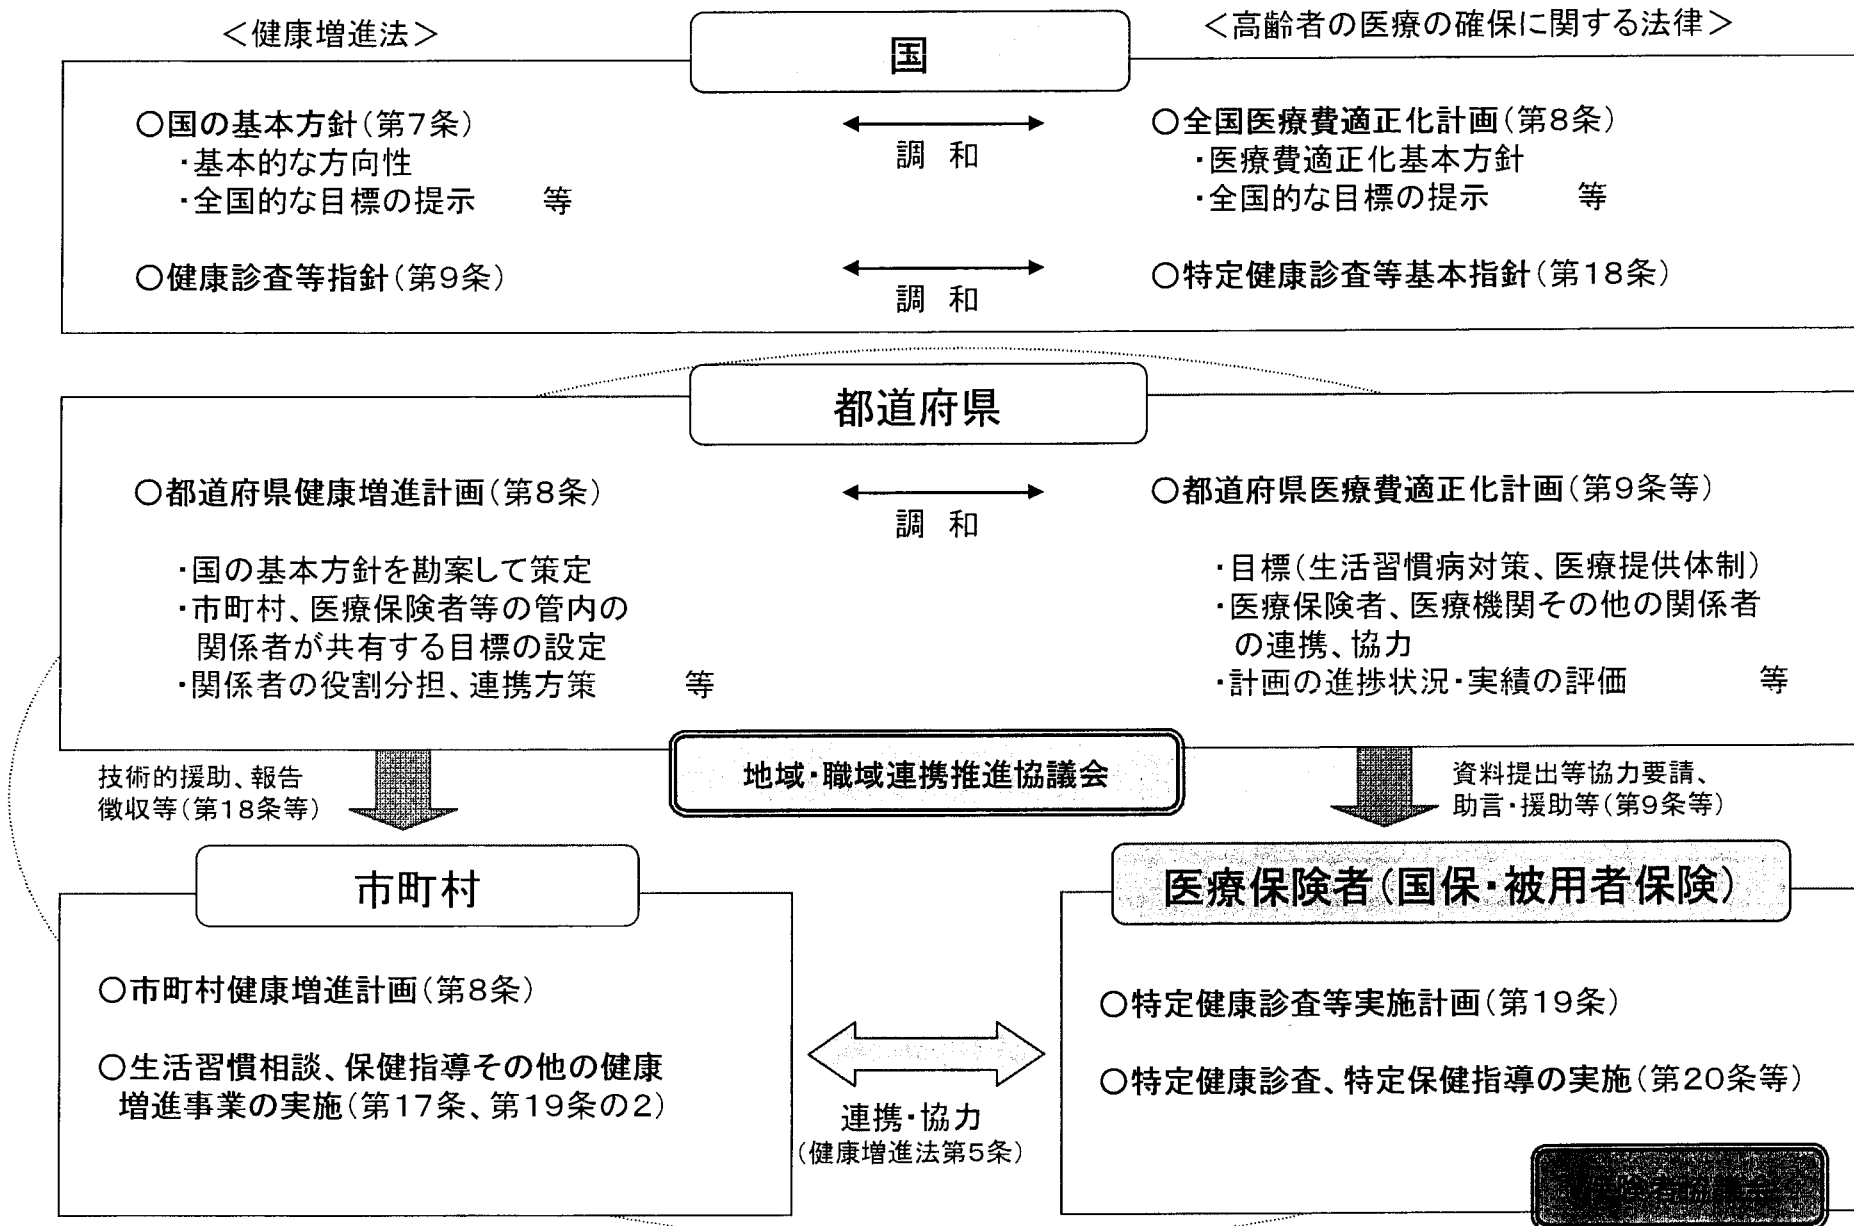 ＜健康増進法＞
国
＜高齢者の医療の確保に関する法律＞
○国の基本方針(第7条)
・基本的な方向性
・全国的な目標の提示 等
調 和
○全国医療費適正化計画(第8条)
・医療費適正化基本方針
・全国的な目標の提示 等
○健康診査等指針(第9条)
調 和
○特定健康診査等基本指針(第18条)
都道府県
○都道府県健康増進計画(第8条)
調 和
○都道府県医療費適正化計画(第9条等)
・国の基本方針を勘案して策定
・市町村、医療保険者等の管内の
関係者が共有する目標の設定
・関係者の役割分担、連携方策 等
・目標(生活習慣病対策、医療提供体制)
・医療保険者、医療機関その他の関係者
の連携、協力
・計画の進捗状況・実績の評価 等
地域・職域連携推進協議会
技術的援助、報告
徴収等(第18条等)
資料提出等協力要請、
助言・援助等(第9条等)
市町村
医療保険者(国保・被用者保険)
○市町村健康増進計画(第8条)
○生活習慣相談、保健指導その他の健康
増進事業の実施(第17条、第19条の2)
連携・協力
(健康増進法第5条)
○特定健康診査等実施計画(第19条)
○特定健康診査、特定保健指導の実施(第20条等)
保険者協議会